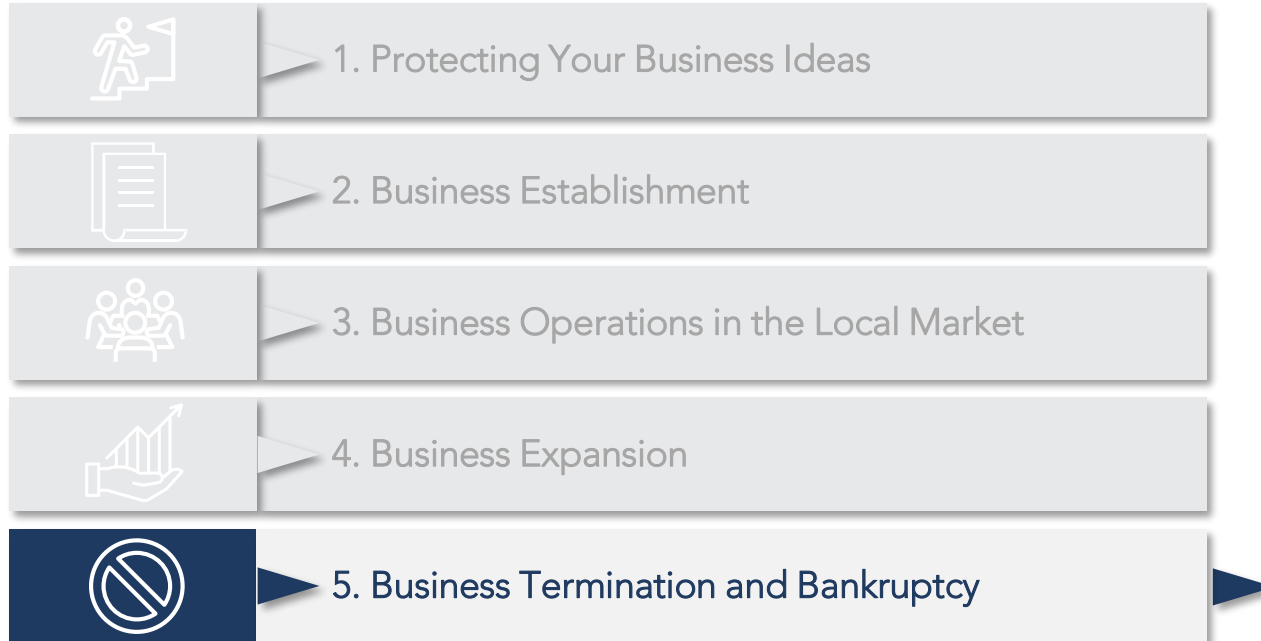 1. Protecting Your Business Ideas
2. Business Establishment
3. Business Operations in the Local Market
4. Business Expansion
5. Business Termination and Bankruptcy